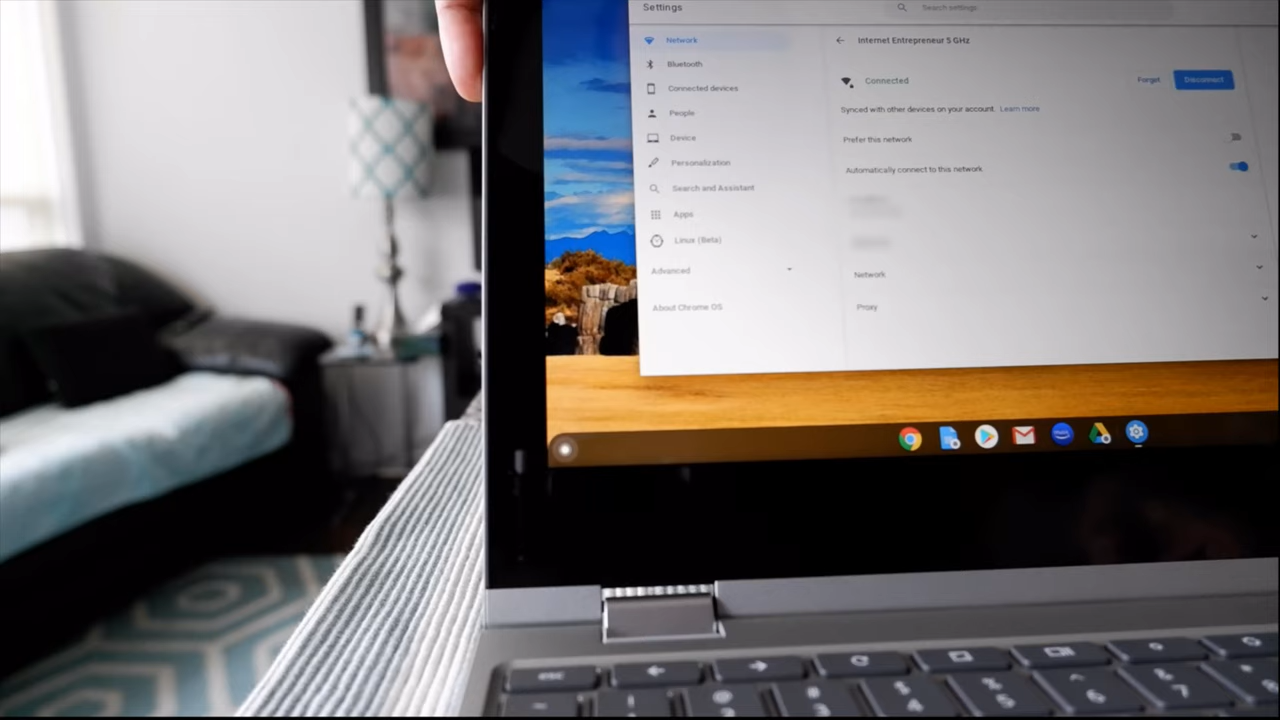 Settings
Search settings
Network
Bluetooth
Connected devices
People
Device
Personalization
Search and Assistant
Apps
Linux (Beta)
Advanced
About Chrome OS
Internet Entrepreneur 5 GHz
Connected
Forget
Disconnect
Synced with other devices on your account. Learn more
Prefer this network
Automatically connect to this network
Network
Proxy
esc